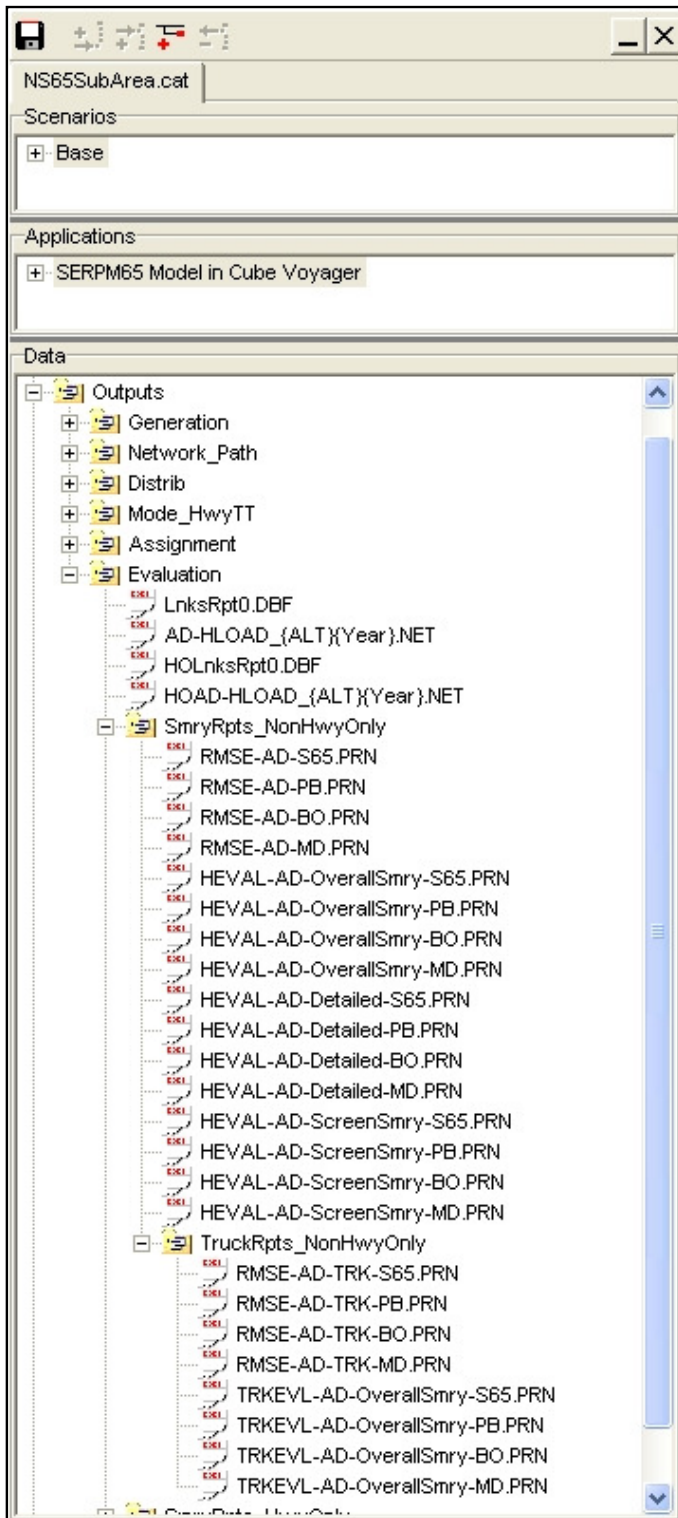 NS65SubArea.cat
Scenarios
Base
Applications
SERPM65 Model in Cube Voyager
Data
Outputs
Generation
Network_Path
Distrib
Mode_HwyTT
Assignment
Evaluation
LnksRpt0.DBF
AD-HLOAD_{ALT}{Year}.NET
HOLnksRpt0.DBF
HOAD-HLOAD_{ALT}{Year}.NET
SmryRpts_NonHwyOnly
RMSE-AD-S65.PRN
RMSE-AD-PB.PRN
RMSE-AD-BO.PRN
RMSE-AD-MD.PRN
HEVAL-AD-OverallSmry-S65.PRN
HEVAL-AD-OverallSmry-PB.PRN
HEVAL-AD-OverallSmry-BO.PRN
HEVAL-AD-OverallSmry-MD.PRN
HEVAL-AD-Detailed-S65.PRN
HEVAL-AD-Detailed-PB.PRN
HEVAL-AD-Detailed-BO.PRN
HEVAL-AD-Detailed-MD.PRN
HEVAL-AD-ScreenSmry-S65.PRN
HEVAL-AD-ScreenSmry-PB.PRN
HEVAL-AD-ScreenSmry-BO.PRN
HEVAL-AD-ScreenSmry-MD.PRN
TruckRpts_NonHwyOnly
RMSE-AD-TRK-S65.PRN
RMSE-AD-TRK-PB.PRN
RMSE-AD-TRK-BO.PRN
RMSE-AD-TRK-MD.PRN
TRKEVL-AD-OverallSmry-S65.PRN
TRKEVL-AD-OverallSmry-PB.PRN
TRKEVL-AD-OverallSmry-BO.PRN
TRKEVL-AD-OverallSmry-MD.PRN
SmryRpts_HwyOnly